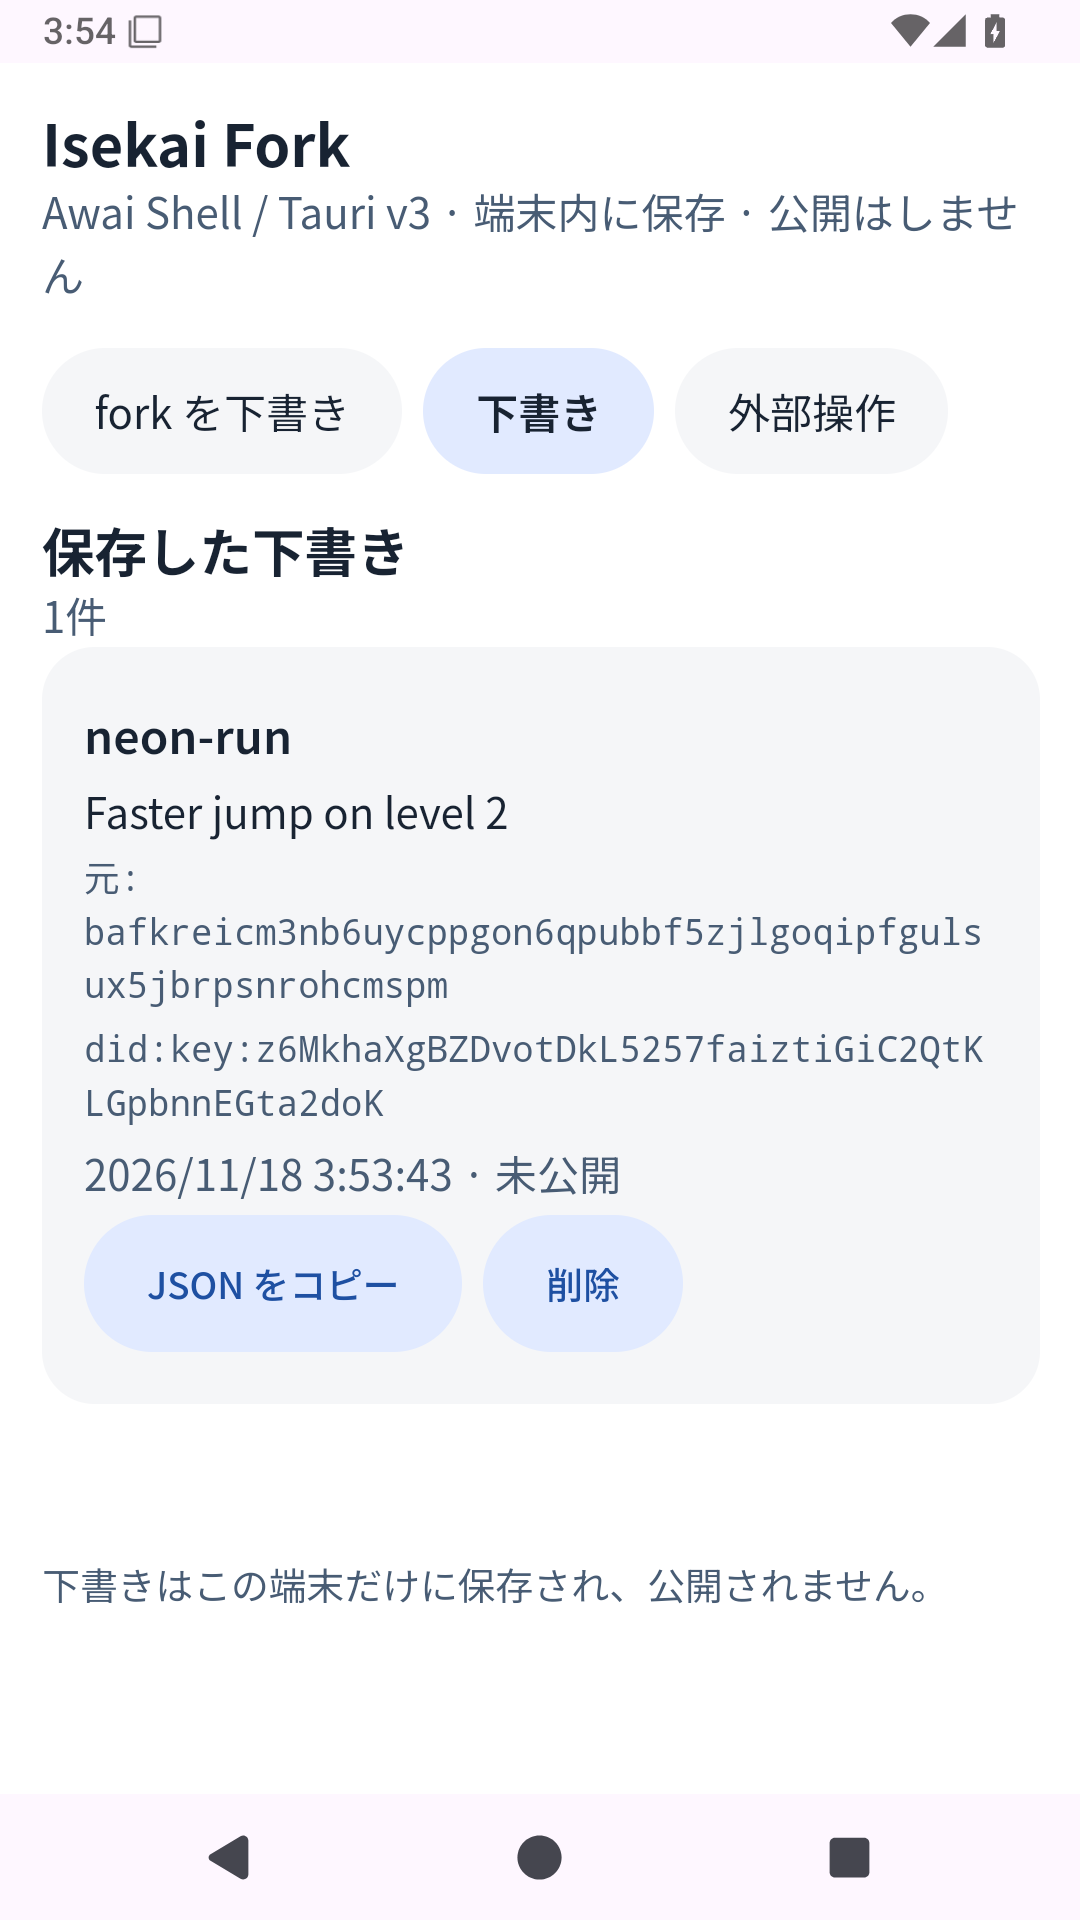 3:54
Isekai Fork
Awai Shell / Tauri v3 · 端末内に保存 · 公開はしませ
ん
fork を下書き
下書き
外部操作
保存した下書き
1件
neon-run
Faster jump on level 2
元:
bafkreicm3nb6uycppgon6qpubbf5zjlgoqipfguls
ux5jbrpsnrohcmspm
did:key:z6MkhaXgBZDvotDkL5257faiztiGiC2QtK
LGpbnnEGta2doK
2026/11/18 3:53:43 · 未公開
JSON をコピー
削除
下書きはこの端末だけに保存され、公開されません。